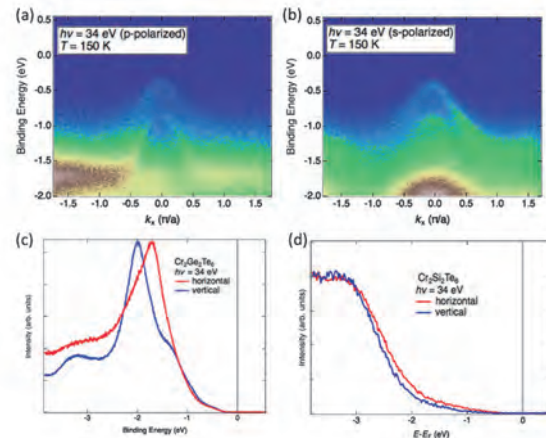 (a)
hν = 34 eV (p-polarized)
T = 150 K
Binding Energy (eV)
0.5
0.0
-0.5
-1.0
-1.5
-2.0
-1.5 -1.0 -0.5 0.0 0.5 1.0 1.5
kₓ (π/a)
(b)
hν = 34 eV (s-polarized)
T = 150 K
Binding Energy (eV)
0.5
0.0
-0.5
-1.0
-1.5
-2.0
-1.5 -1.0 -0.5 0.0 0.5 1.0 1.5
kₓ (π/a)
(c)
Cr₂Ge₂Te₆
hν = 34 eV
horizontal
vertical
Intensity (arb. units)
-3 -2 -1 0
Binding Energy (eV)
(d)
Cr₂Si₂Te₆
hν = 34 eV
horizontal
vertical
Intensity (arb. units)
-3 -2 -1 0
E-E_F (eV)